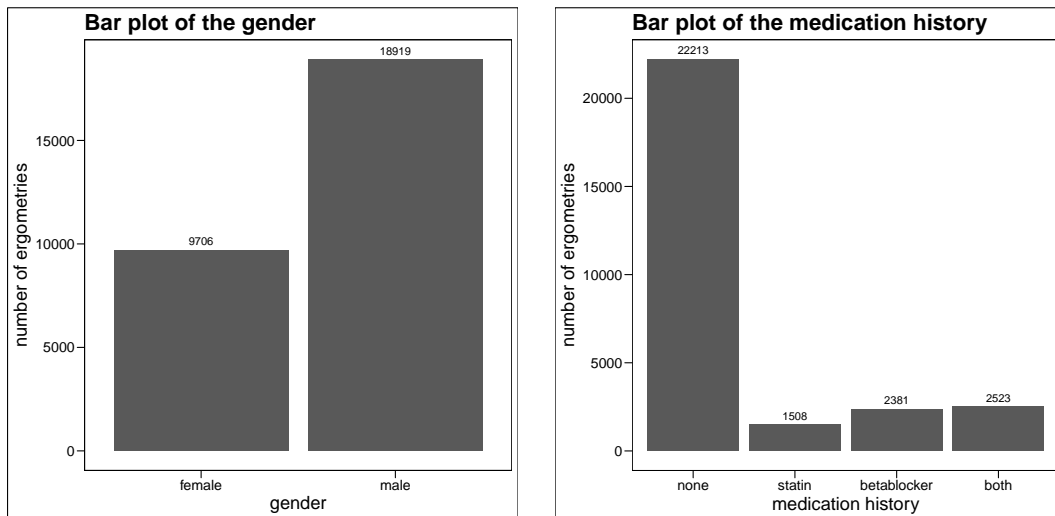 Bar plot of the gender
18919
9706
15000
10000
5000
0
number of ergometries
female male
gender
Bar plot of the medication history
22213
20000
15000
10000
5000
0
1508
2381
2523
number of ergometries
none statin betablocker both
medication history